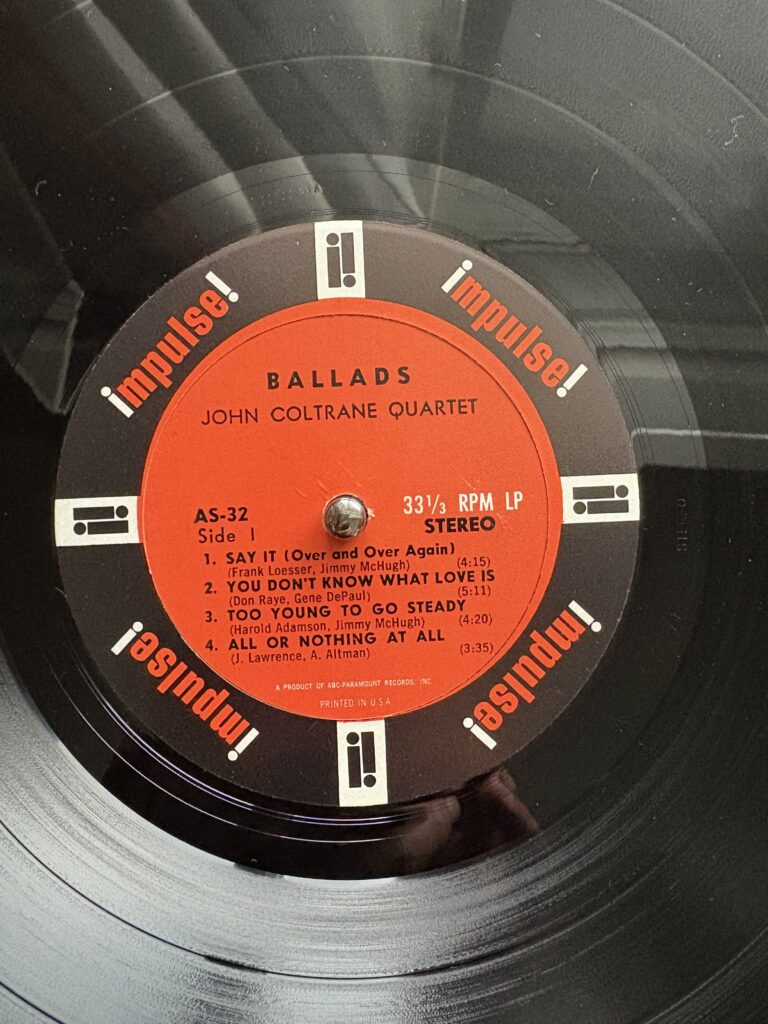 impulse!
impulse!
BALLADS
JOHN COLTRANE QUARTET
AS-32
33 1/3 RPM LP
Side 1
STEREO
1. SAY IT (Over and Over Again)
(Frank Loesser, Jimmy McHugh) (4:15)
2. YOU DON'T KNOW WHAT LOVE IS
(Don Raye, Gene DePaul) (5:11)
3. TOO YOUNG TO GO STEADY
(Harold Adamson, Jimmy McHugh) (4:20)
4. ALL OR NOTHING AT ALL
(J. Lawrence, A. Altman) (3:35)
A PRODUCT OF ABC-PARAMOUNT RECORDS, INC.
PRINTED IN U.S.A.
impulse!
impulse!